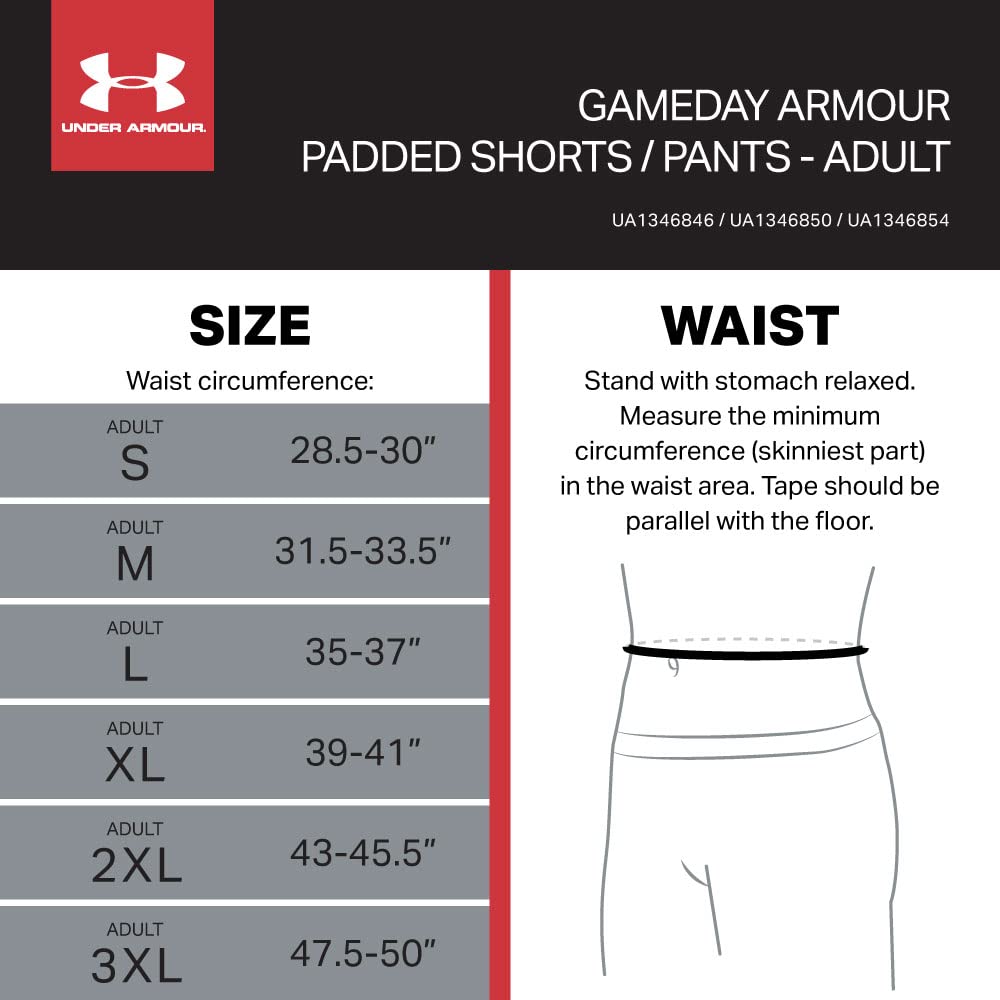 UNDER ARMOUR.
GAMEDAY ARMOUR
PADDED SHORTS / PANTS - ADULT
UA1346846 / UA1346850 / UA1346854
SIZE
Waist circumference:
ADULT
S
28.5-30”
ADULT
M
31.5-33.5”
ADULT
L
35-37”
ADULT
XL
39-41”
ADULT
2XL
43-45.5”
ADULT
3XL
47.5-50”
WAIST
Stand with stomach relaxed.
Measure the minimum
circumference (skinniest part)
in the waist area. Tape should be
parallel with the floor.